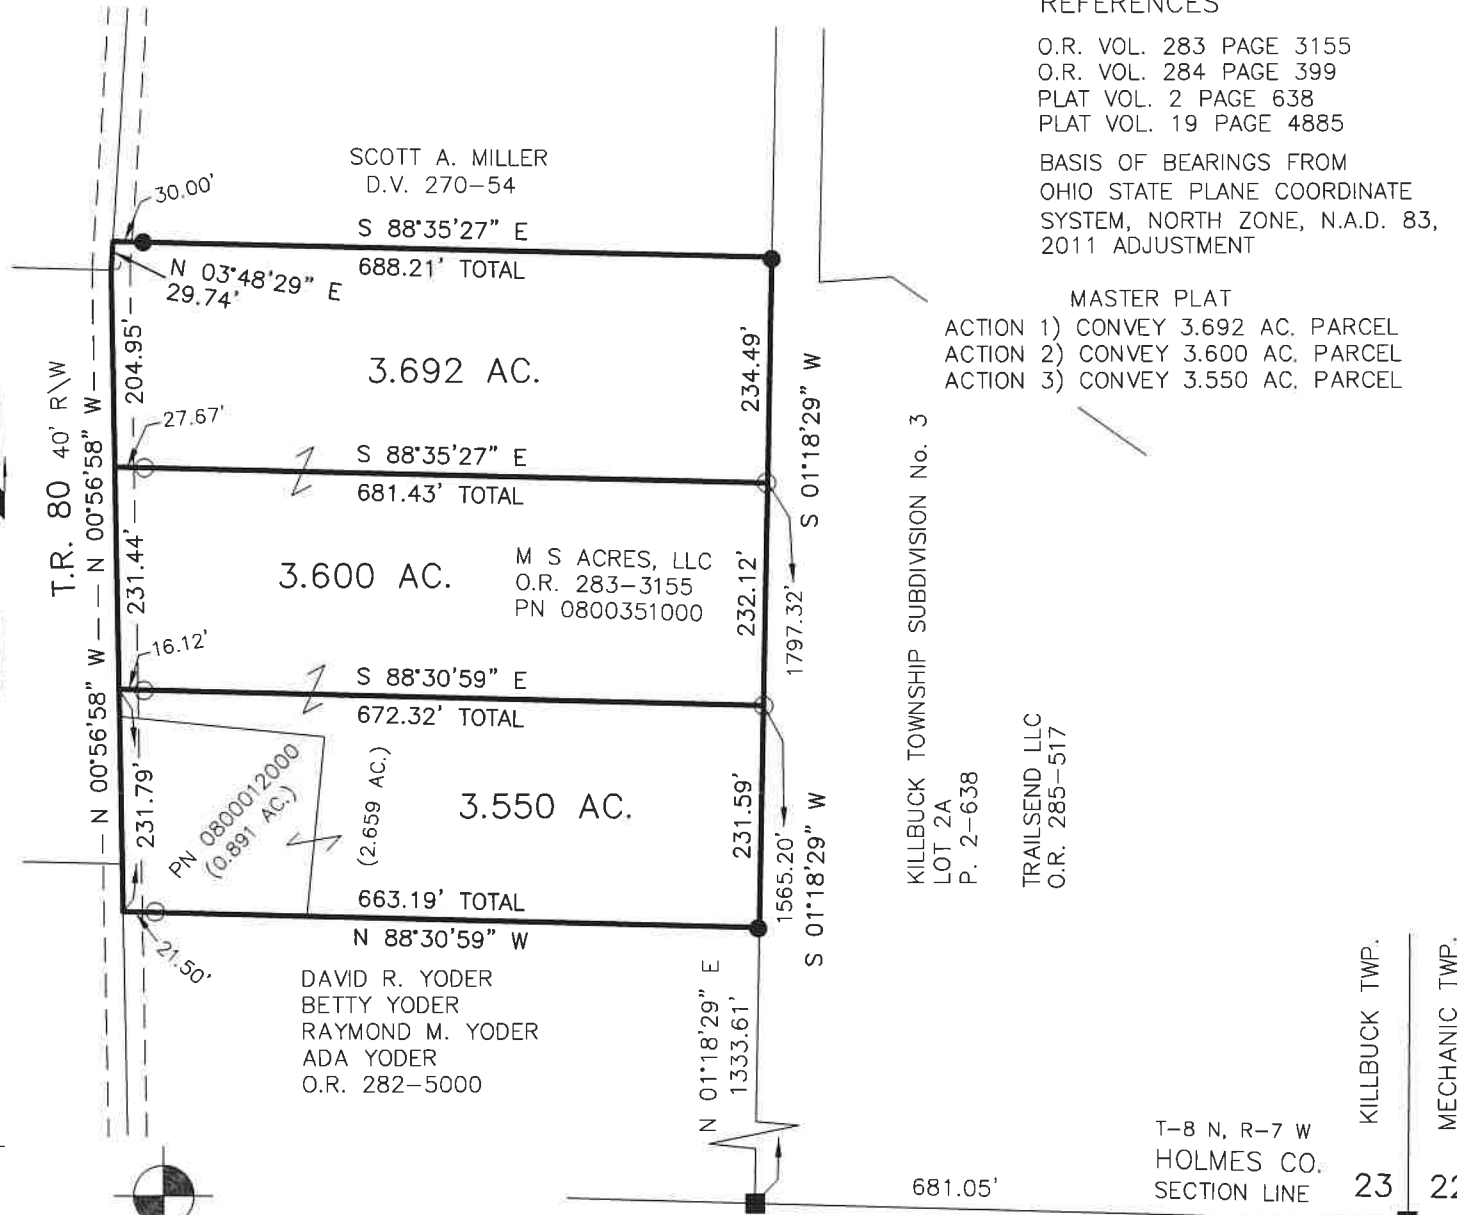 REFERENCES
O.R. VOL. 283 PAGE 3155
O.R. VOL. 284 PAGE 399
PLAT VOL. 2 PAGE 638
PLAT VOL. 19 PAGE 4885
BASIS OF BEARINGS FROM
OHIO STATE PLANE COORDINATE
SYSTEM, NORTH ZONE, N.A.D. 83,
2011 ADJUSTMENT
MASTER PLAT
ACTION 1) CONVEY 3.692 AC. PARCEL
ACTION 2) CONVEY 3.600 AC. PARCEL
ACTION 3) CONVEY 3.550 AC. PARCEL
SCOTT A. MILLER
D.V. 270-54
30.00'
S 88°35'27" E
688.21' TOTAL
N 03°48'29" E
29.74'
204.95'
3.692 AC.
234.49'
S 01°18'29" W
T.R. 80 40' R\W
N 00°56'58" W
27.67'
S 88°35'27" E
681.43' TOTAL
231.44'
3.600 AC.
M S ACRES, LLC
O.R. 283-3155
PN 0800351000
232.12'
1797.32'
16.12'
S 88°30'59" E
672.32' TOTAL
N 00°56'58" W
231.79'
PN 0800012000
(0.891 AC.)
(2.659 AC.)
3.550 AC.
231.59'
1565.20'
S 01°18'29" W
663.19' TOTAL
N 88°30'59" W
21.50'
DAVID R. YODER
BETTY YODER
RAYMOND M. YODER
ADA YODER
O.R. 282-5000
N 01°18'29" E
1333.61'
KILLBUCK TOWNSHIP SUBDIVISION No. 3
LOT 2A
P. 2-638
TRAILSEND LLC
O.R. 285-517
681.05'
T-8 N, R-7 W
HOLMES CO.
SECTION LINE
KILLBUCK TWP.
MECHANIC TWP.
23
22